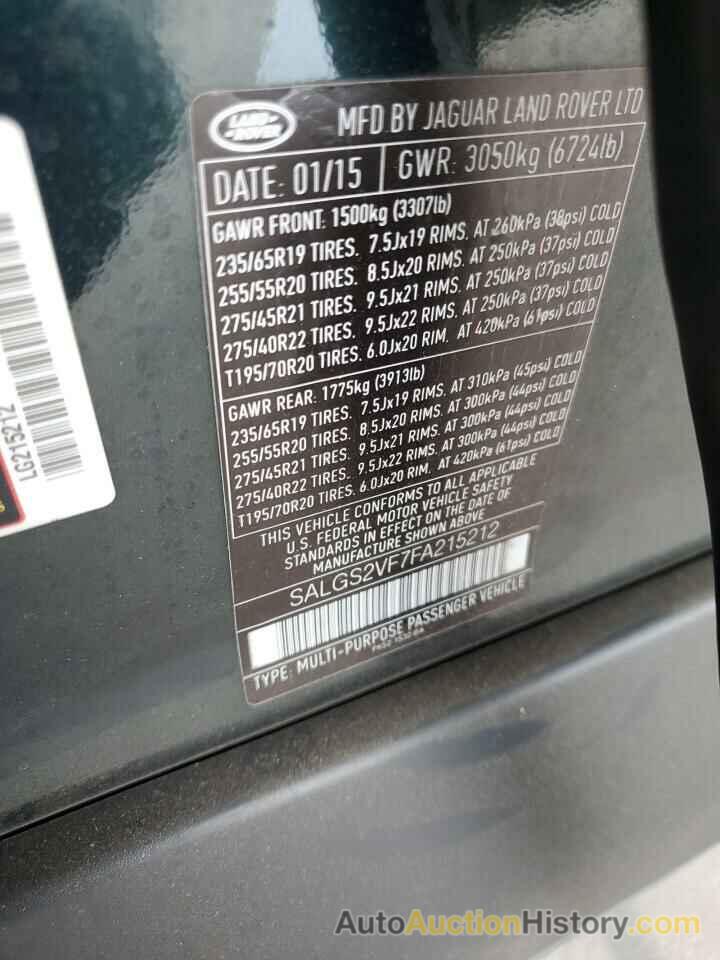 LAND
ROVER
MFD BY JAGUAR LAND ROVER LTD
DATE: 01/15
GWR: 3050kg (6724lb)
GAWR FRONT: 1500kg (3307lb)
235/65R19 TIRES. 7.5Jx19 RIMS. AT 260kPa (38psi) COLD
255/55R20 TIRES. 8.5Jx20 RIMS. AT 250kPa (37psi) COLD
275/45R21 TIRES. 9.5Jx21 RIMS. AT 250kPa (37psi) COLD
275/40R22 TIRES. 9.5Jx22 RIMS. AT 250kPa (37psi) COLD
T195/70R20 TIRES. 6.0Jx20 RIM. AT 420kPa (61psi) COLD
GAWR REAR: 1775kg (3913lb)
235/65R19 TIRES. 7.5Jx19 RIMS. AT 310kPa (45psi) COLD
255/55R20 TIRES. 8.5Jx20 RIMS. AT 300kPa (44psi) COLD
275/45R21 TIRES. 9.5Jx21 RIMS. AT 300kPa (44psi) COLD
275/40R22 TIRES. 9.5Jx22 RIMS. AT 300kPa (44psi) COLD
T195/70R20 TIRES. 6.0Jx20 RIM. AT 420kPa (61psi) COLD
THIS VEHICLE CONFORMS TO ALL APPLICABLE
U.S. FEDERAL MOTOR VEHICLE SAFETY
STANDARDS IN EFFECT ON THE DATE OF
MANUFACTURE SHOWN ABOVE
SALGS2VF7FA215212
TYPE: MULTI-PURPOSE PASSENGER VEHICLE
LG215212
AutoAuctionHistory.com